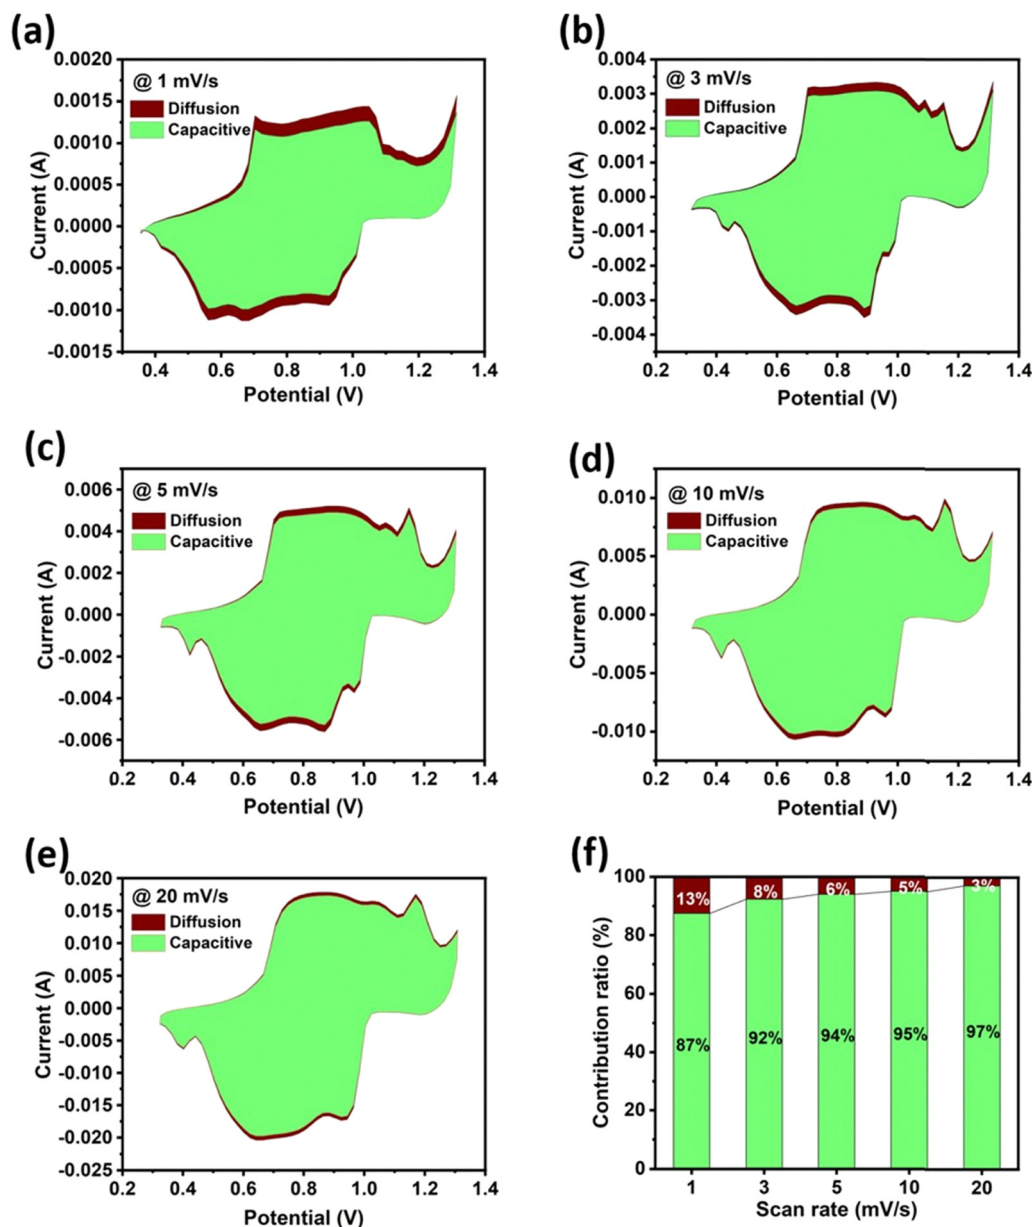 (a)
0.0020
0.0015
0.0010
0.0005
0.0000
-0.0005
-0.0010
-0.0015
Current (A)
@ 1 mV/s
Diffusion
Capacitive
0.4 0.6 0.8 1.0 1.2 1.4
Potential (V)
(b)
0.004
0.003
0.002
0.001
0.000
-0.001
-0.002
-0.003
-0.004
Current (A)
@ 3 mV/s
Diffusion
Capacitive
0.2 0.4 0.6 0.8 1.0 1.2 1.4
Potential (V)
(c)
0.006
0.004
0.002
0.000
-0.002
-0.004
-0.006
Current (A)
@ 5 mV/s
Diffusion
Capacitive
0.2 0.4 0.6 0.8 1.0 1.2 1.4
Potential (V)
(d)
0.010
0.005
0.000
-0.005
-0.010
Current (A)
@ 10 mV/s
Diffusion
Capacitive
0.2 0.4 0.6 0.8 1.0 1.2 1.4
Potential (V)
(e)
0.020
0.015
0.010
0.005
0.000
-0.005
-0.010
-0.015
-0.020
-0.025
Current (A)
@ 20 mV/s
Diffusion
Capacitive
0.2 0.4 0.6 0.8 1.0 1.2 1.4
Potential (V)
(f)
100
80
60
40
20
0
Contribution ratio (%)
13% 8% 6% 5% 3%
87% 92% 94% 95% 97%
1 3 5 10 20
Scan rate (mV/s)